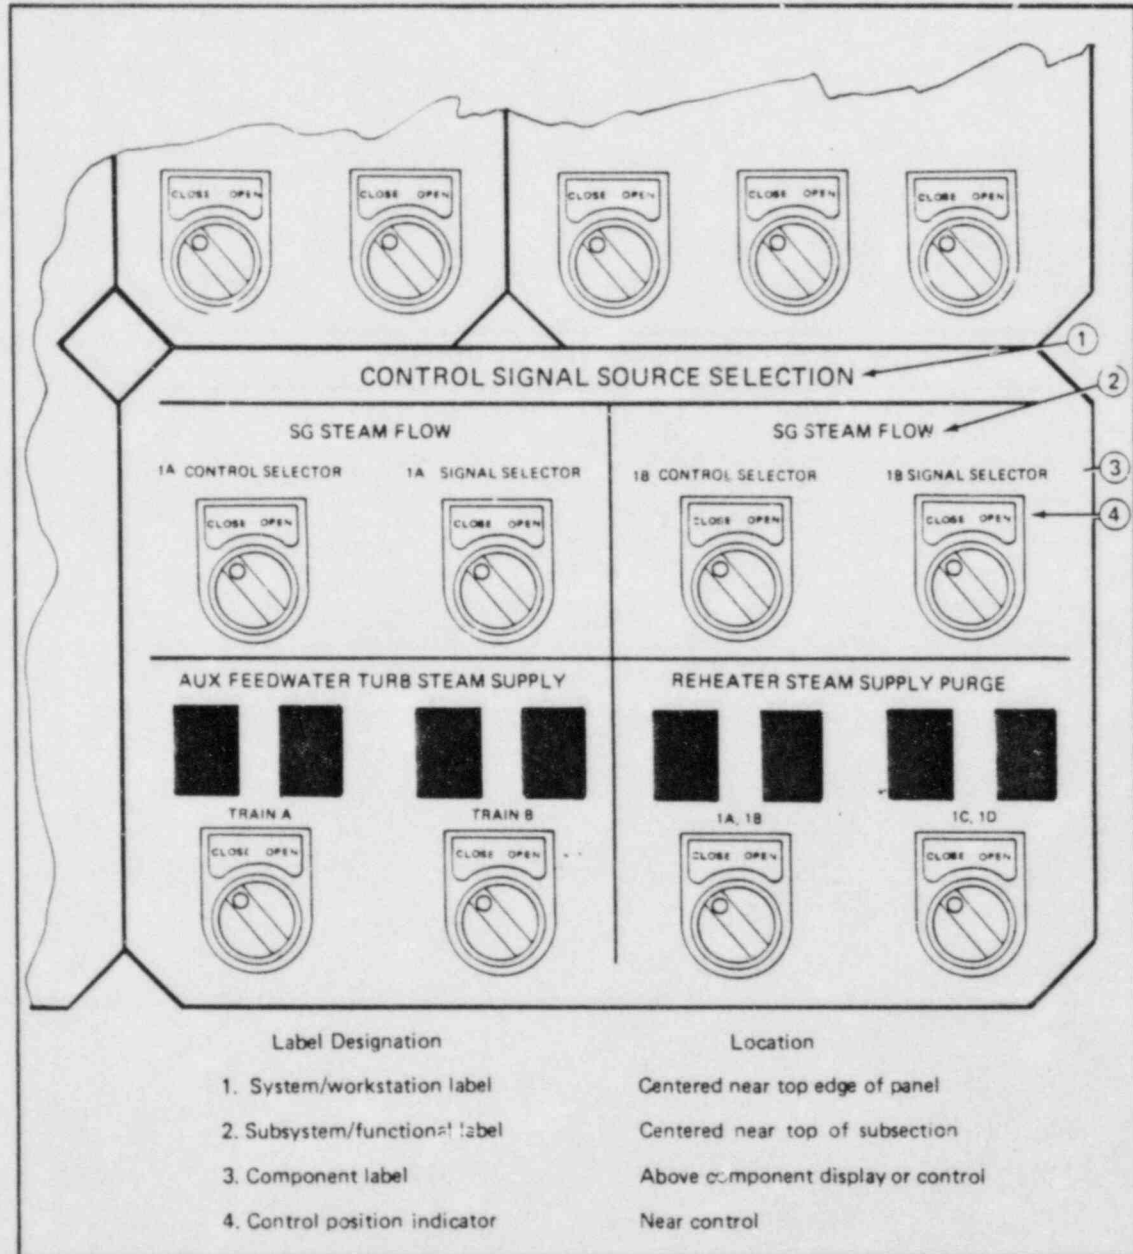 CLOSE OPEN CLOSE OPEN CLOSE OPEN CLOSE OPEN CLOSE OPEN
1
CONTROL SIGNAL SOURCE SELECTION
2
SG STEAM FLOW SG STEAM FLOW
1A CONTROL SELECTOR 1A SIGNAL SELECTOR 1B CONTROL SELECTOR 1B SIGNAL SELECTOR
3
CLOSE OPEN CLOSE OPEN CLOSE OPEN CLOSE OPEN
4
AUX FEEDWATER TURB STEAM SUPPLY REHEATER STEAM SUPPLY PURGE
TRAIN A TRAIN B 1A, 1B 1C, 1D
CLOSE OPEN CLOSE OPEN CLOSE OPEN CLOSE OPEN
Label Designation Location
1. System/workstation label Centered near top edge of panel
2. Subsystem/functional label Centered near top of subsection
3. Component label Above component display or control
4. Control position indicator Near control